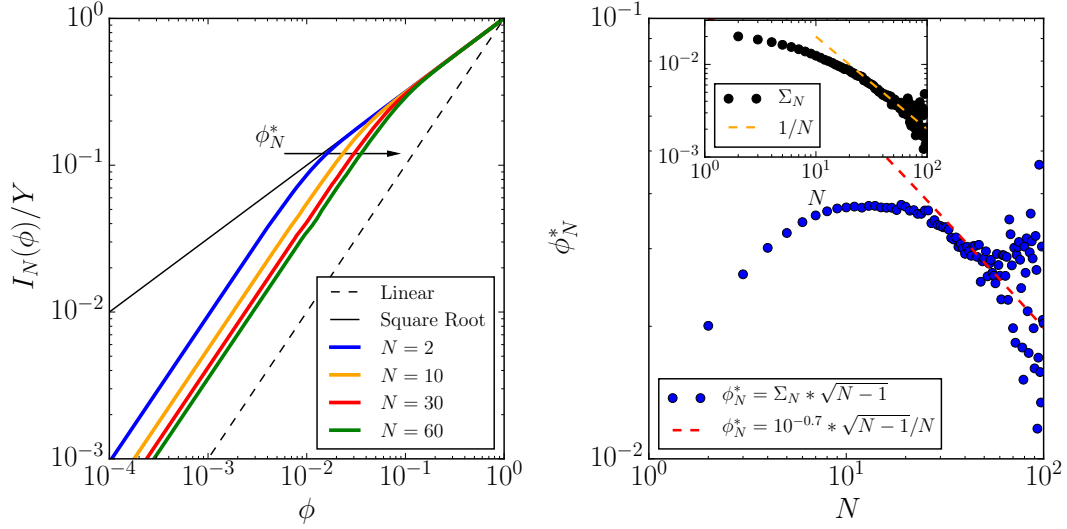 10^0
10^{-1}
10^{-2}
10^{-3}
I_N(ϕ)/Y
ϕ^*_N
Linear
Square Root
N = 2
N = 10
N = 30
N = 60
10^{-4}
10^{-3}
10^{-2}
10^{-1}
10^0
ϕ
10^{-1}
10^{-2}
ϕ^*_N
10^{-2}
10^{-3}
Σ_N
1/N
10^0
10^1
10^2
N
ϕ^*_N = Σ_N * √(N − 1)
ϕ^*_N = 10^{-0.7} * √(N − 1)/N
10^0
10^1
10^2
N